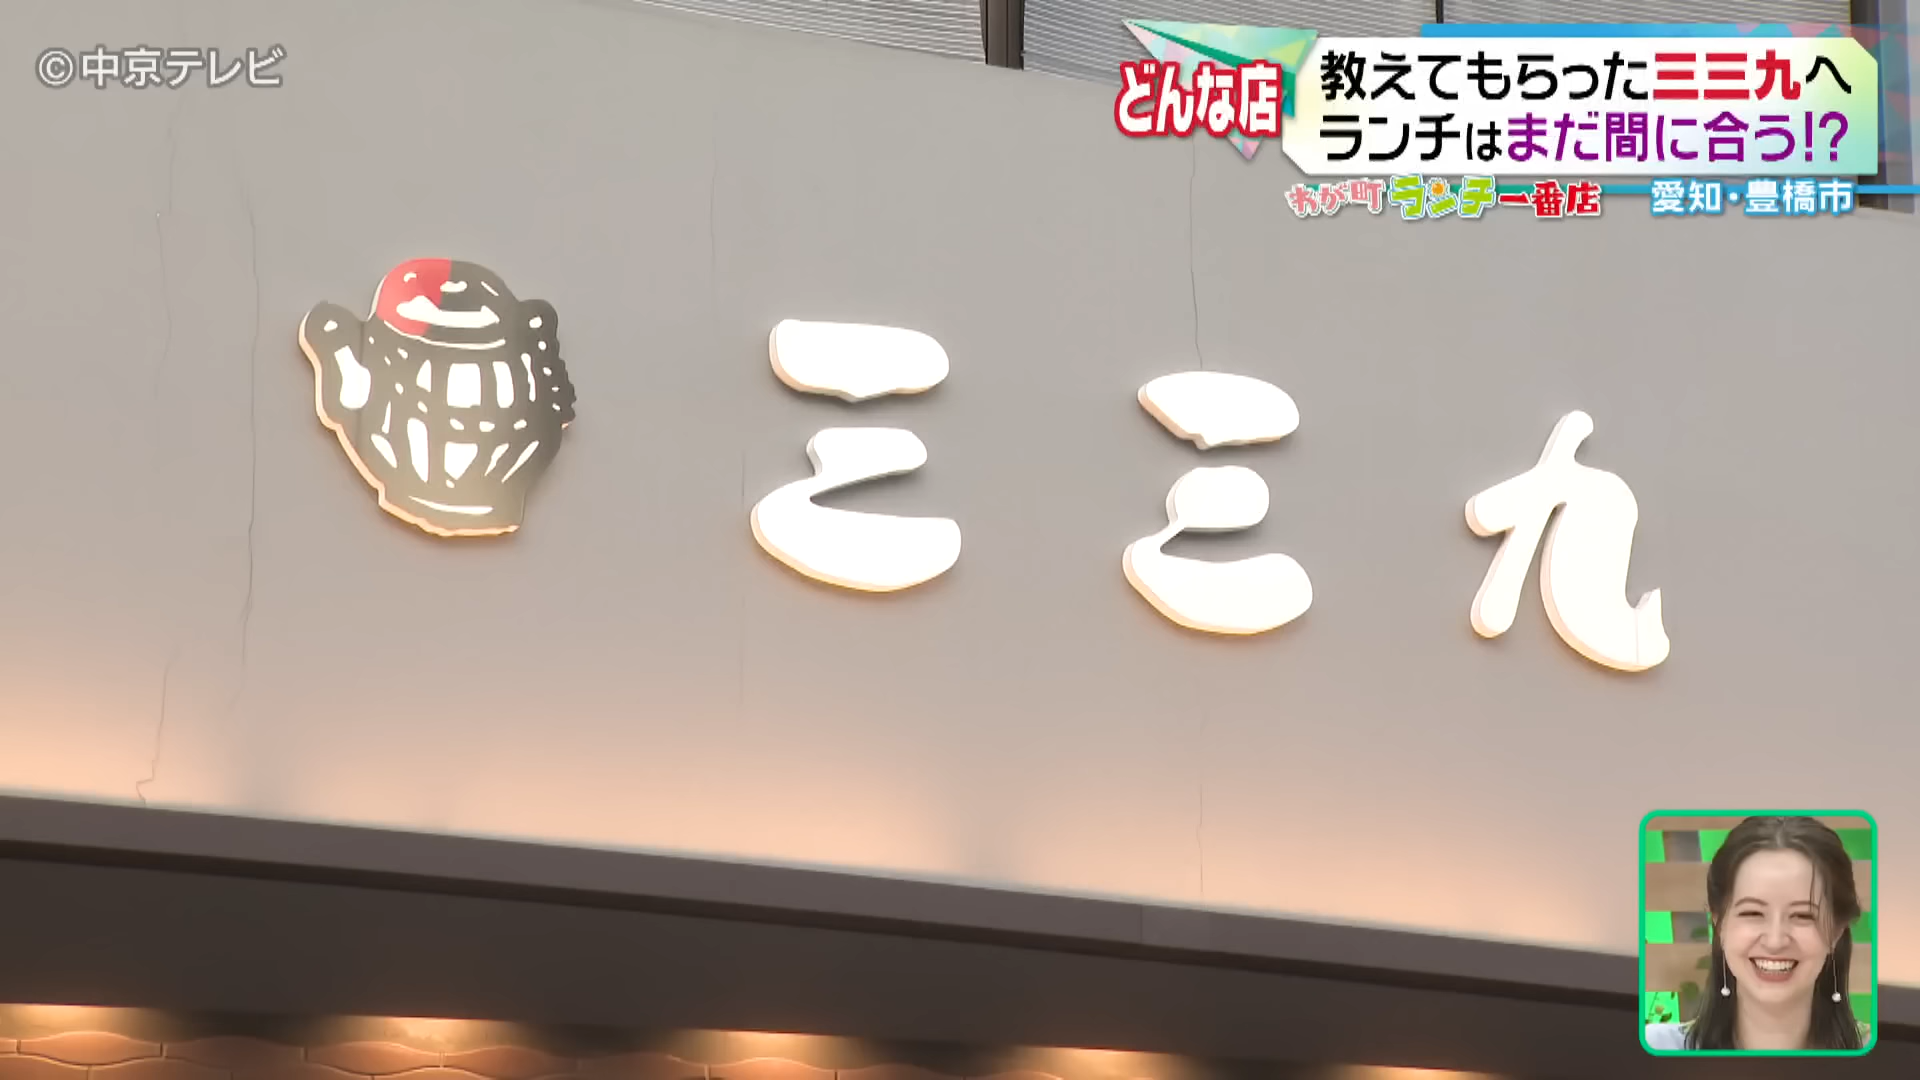 ©中京テレビ
どんな店
教えてもらった三三九へ
ランチはまだ間に合う!?
わが町ランチ一番店
愛知・豊橋市
三三九